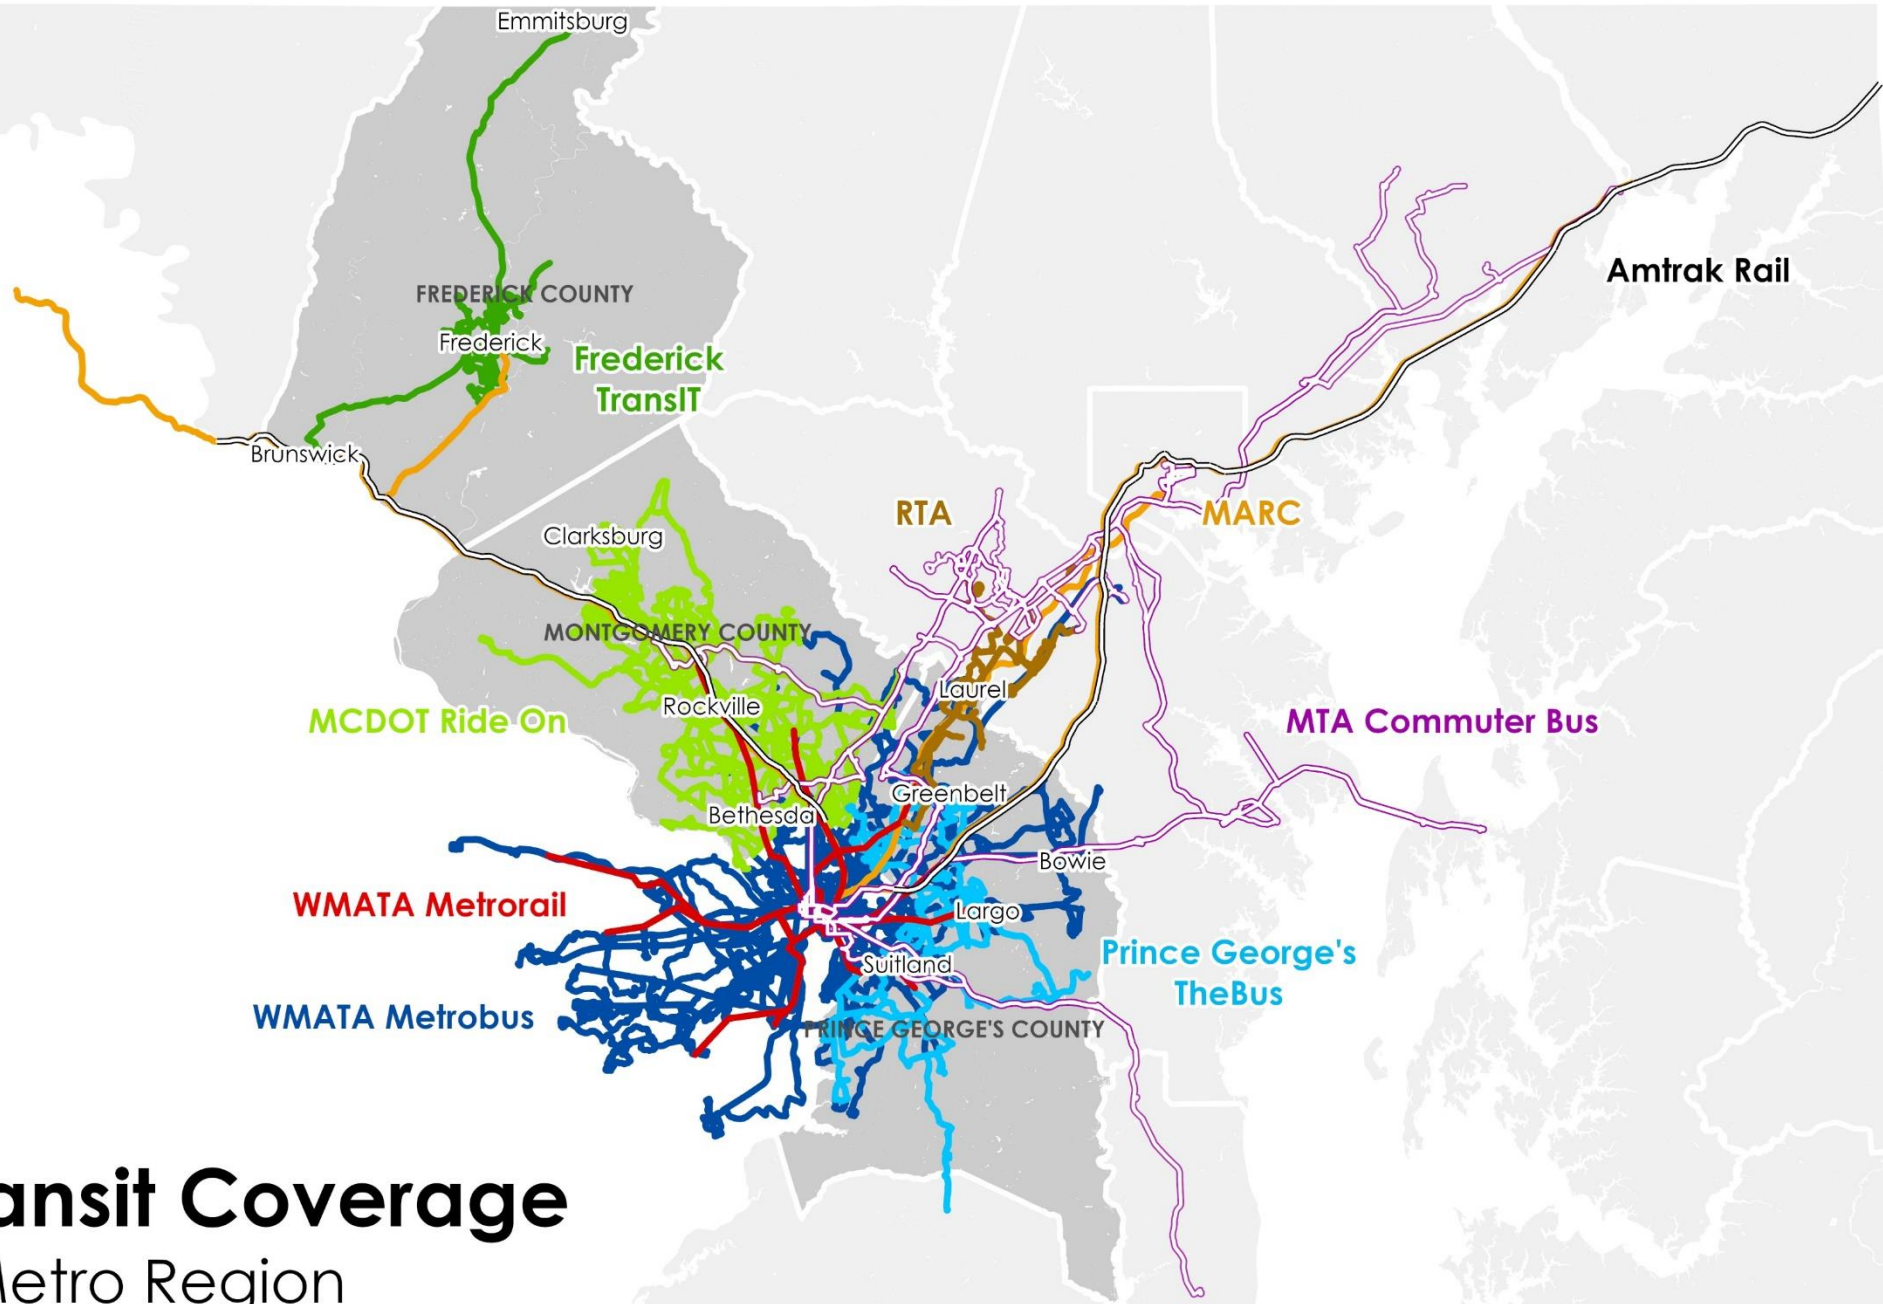 Emmitsburg
Amtrak Rail
FREDERICK COUNTY
Frederick
Frederick
TransIT
Brunswick
RTA
MARC
Clarksburg
MONTGOMERY COUNTY
Laurel
Rockville
MCDOT Ride On
MTA Commuter Bus
Greenbelt
Bethesda
Bowie
WMATA Metrorail
Largo
Prince George's
TheBus
Suitland
WMATA Metrobus
PRINCE GEORGE'S COUNTY
ansit Coverage
Metro Region